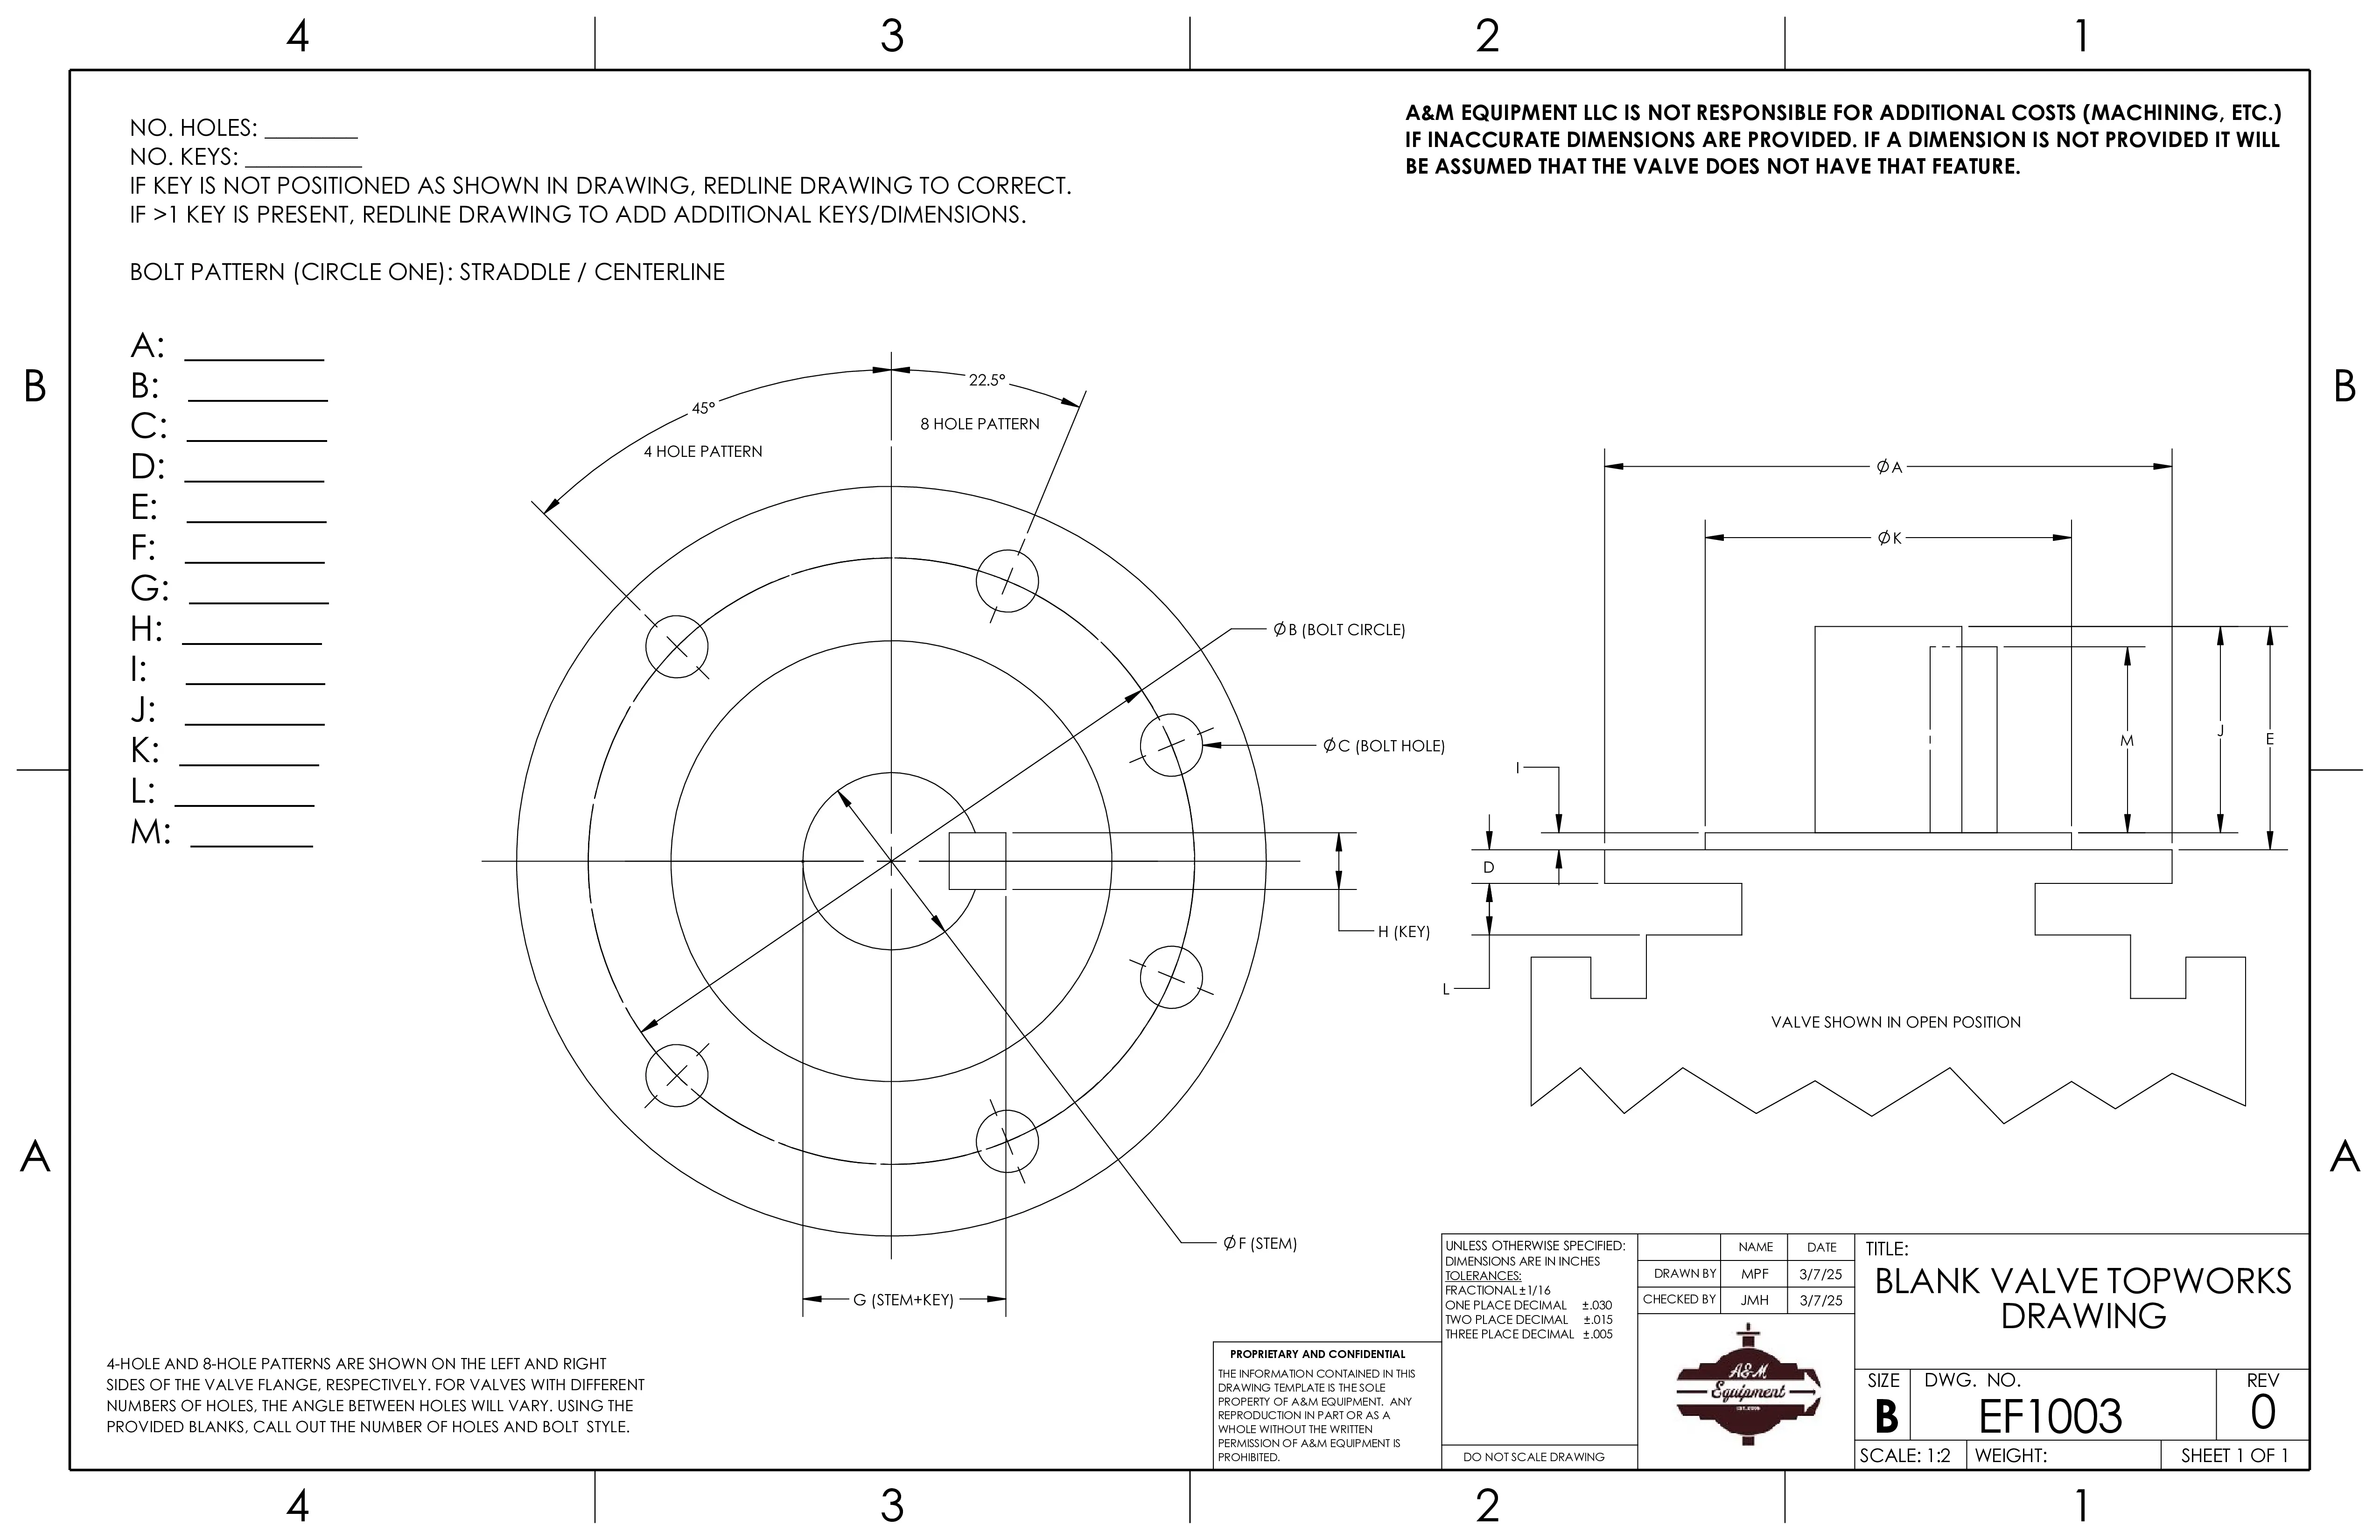 4 3 2 1
NO. HOLES: ________
NO. KEYS: __________
IF KEY IS NOT POSITIONED AS SHOWN IN DRAWING, REDLINE DRAWING TO CORRECT.
IF >1 KEY IS PRESENT, REDLINE DRAWING TO ADD ADDITIONAL KEYS/DIMENSIONS.
BOLT PATTERN (CIRCLE ONE): STRADDLE / CENTERLINE
A&M EQUIPMENT LLC IS NOT RESPONSIBLE FOR ADDITIONAL COSTS (MACHINING, ETC.)
IF INACCURATE DIMENSIONS ARE PROVIDED. IF A DIMENSION IS NOT PROVIDED IT WILL
BE ASSUMED THAT THE VALVE DOES NOT HAVE THAT FEATURE.
B
B
A: ________
B: ________
C: ________
D: ________
E: ________
F: ________
G: ________
H: ________
I: ________
J: ________
K: ________
L: ________
M: _______
45°
4 HOLE PATTERN
22.5°
8 HOLE PATTERN
⌀B (BOLT CIRCLE)
⌀C (BOLT HOLE)
H (KEY)
⌀F (STEM)
G (STEM+KEY)
⌀A
⌀K
I
M
J
E
D
L
VALVE SHOWN IN OPEN POSITION
A
A
4-HOLE AND 8-HOLE PATTERNS ARE SHOWN ON THE LEFT AND RIGHT
SIDES OF THE VALVE FLANGE, RESPECTIVELY. FOR VALVES WITH DIFFERENT
NUMBERS OF HOLES, THE ANGLE BETWEEN HOLES WILL VARY. USING THE
PROVIDED BLANKS, CALL OUT THE NUMBER OF HOLES AND BOLT STYLE.
PROPRIETARY AND CONFIDENTIAL
THE INFORMATION CONTAINED IN THIS
DRAWING TEMPLATE IS THE SOLE
PROPERTY OF A&M EQUIPMENT. ANY
REPRODUCTION IN PART OR AS A
WHOLE WITHOUT THE WRITTEN
PERMISSION OF A&M EQUIPMENT IS
PROHIBITED.
UNLESS OTHERWISE SPECIFIED:
DIMENSIONS ARE IN INCHES
TOLERANCES:
FRACTIONAL ±1/16
ONE PLACE DECIMAL ±.030
TWO PLACE DECIMAL ±.015
THREE PLACE DECIMAL ±.005
DO NOT SCALE DRAWING
NAME DATE
DRAWN BY MPF 3/7/25
CHECKED BY JMH 3/7/25
A&M
Equipment
TITLE:
BLANK VALVE TOPWORKS
DRAWING
SIZE DWG. NO. REV
B EF1003 0
SCALE: 1:2 WEIGHT: SHEET 1 OF 1
4 3 2 1